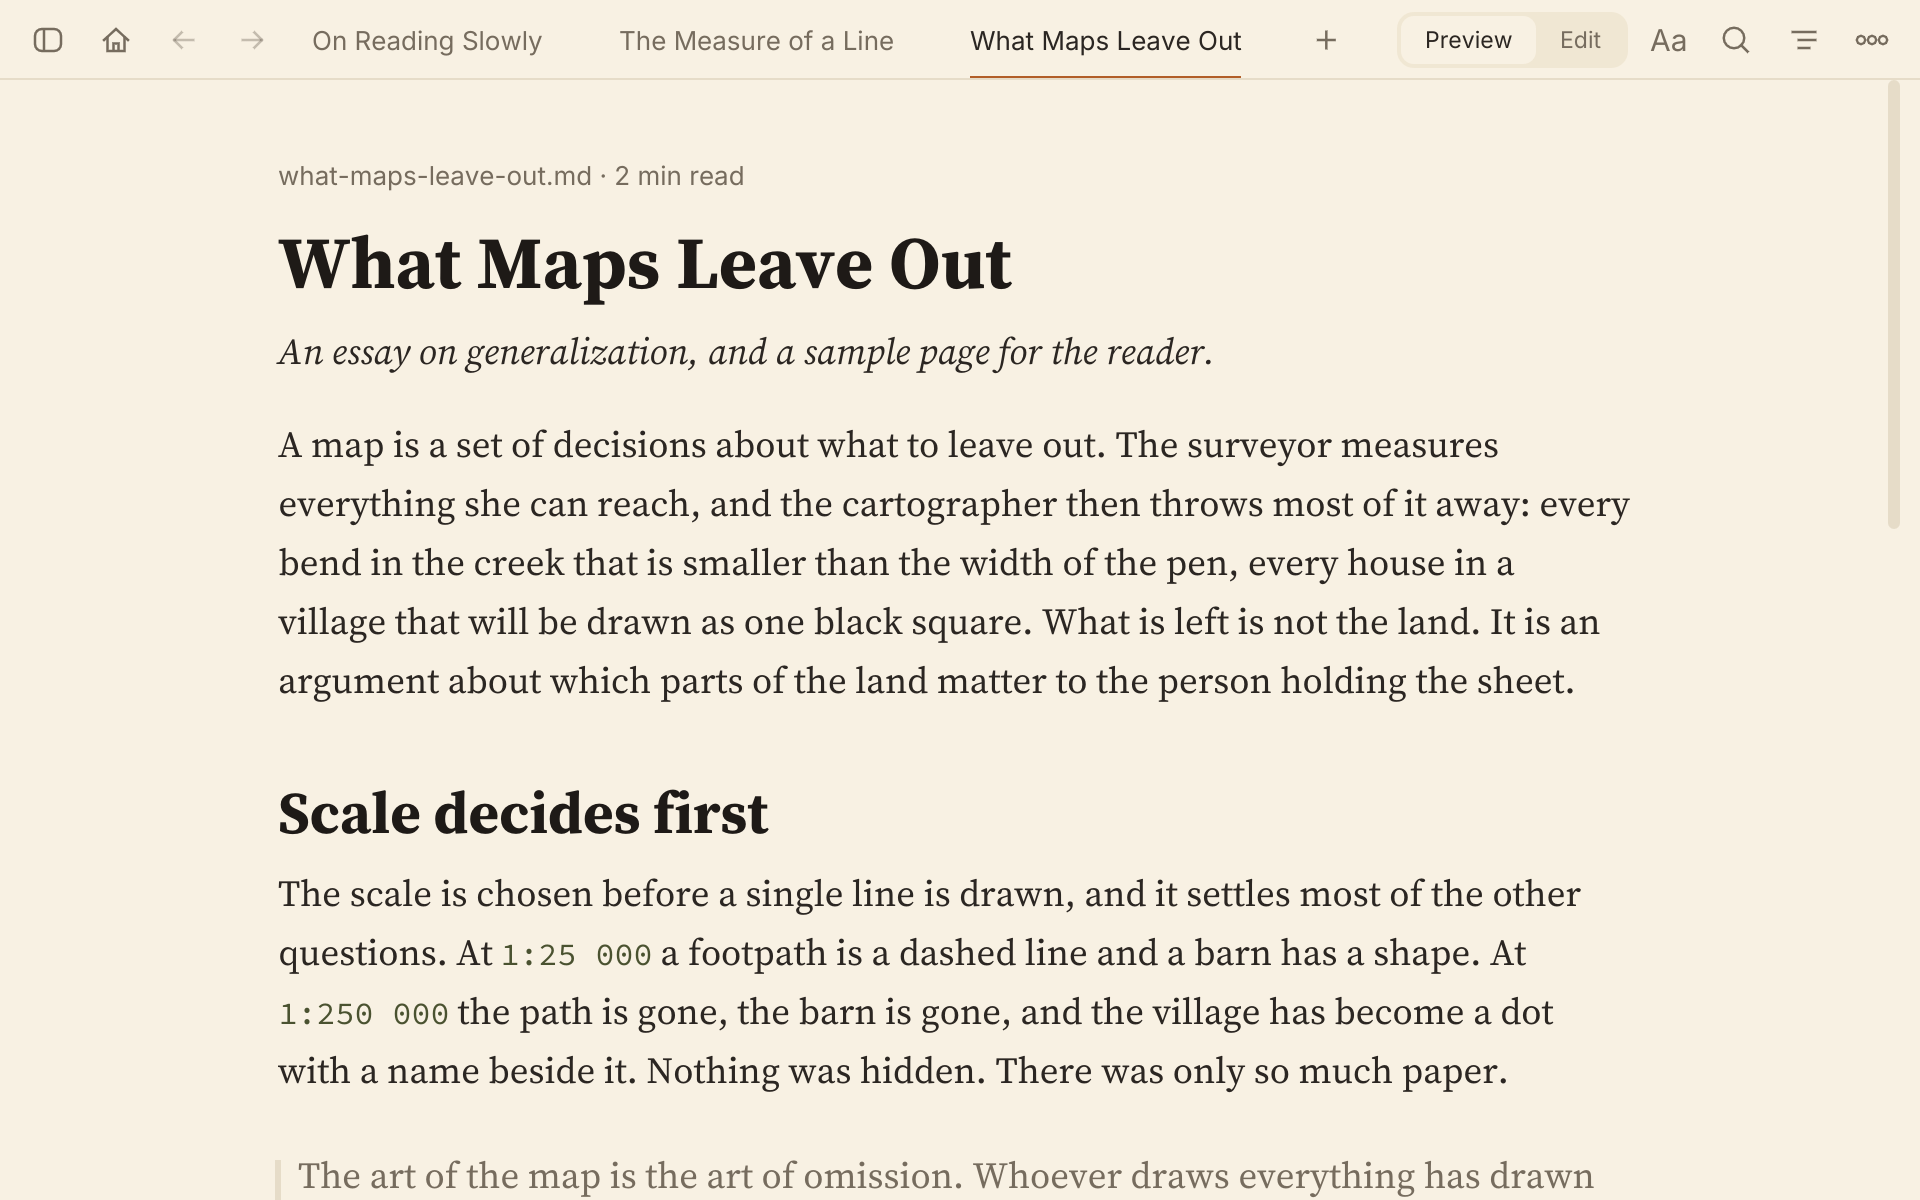 On Reading Slowly
The Measure of a Line
What Maps Leave Out
Preview
Edit
Aa
what-maps-leave-out.md · 2 min read
What Maps Leave Out
An essay on generalization, and a sample page for the reader.
A map is a set of decisions about what to leave out. The surveyor measures
everything she can reach, and the cartographer then throws most of it away: every
bend in the creek that is smaller than the width of the pen, every house in a
village that will be drawn as one black square. What is left is not the land. It is an
argument about which parts of the land matter to the person holding the sheet.
Scale decides first
The scale is chosen before a single line is drawn, and it settles most of the other
questions. At 1:25 000 a footpath is a dashed line and a barn has a shape. At
1:250 000 the path is gone, the barn is gone, and the village has become a dot
with a name beside it. Nothing was hidden. There was only so much paper.
The art of the map is the art of omission. Whoever draws everything has drawn